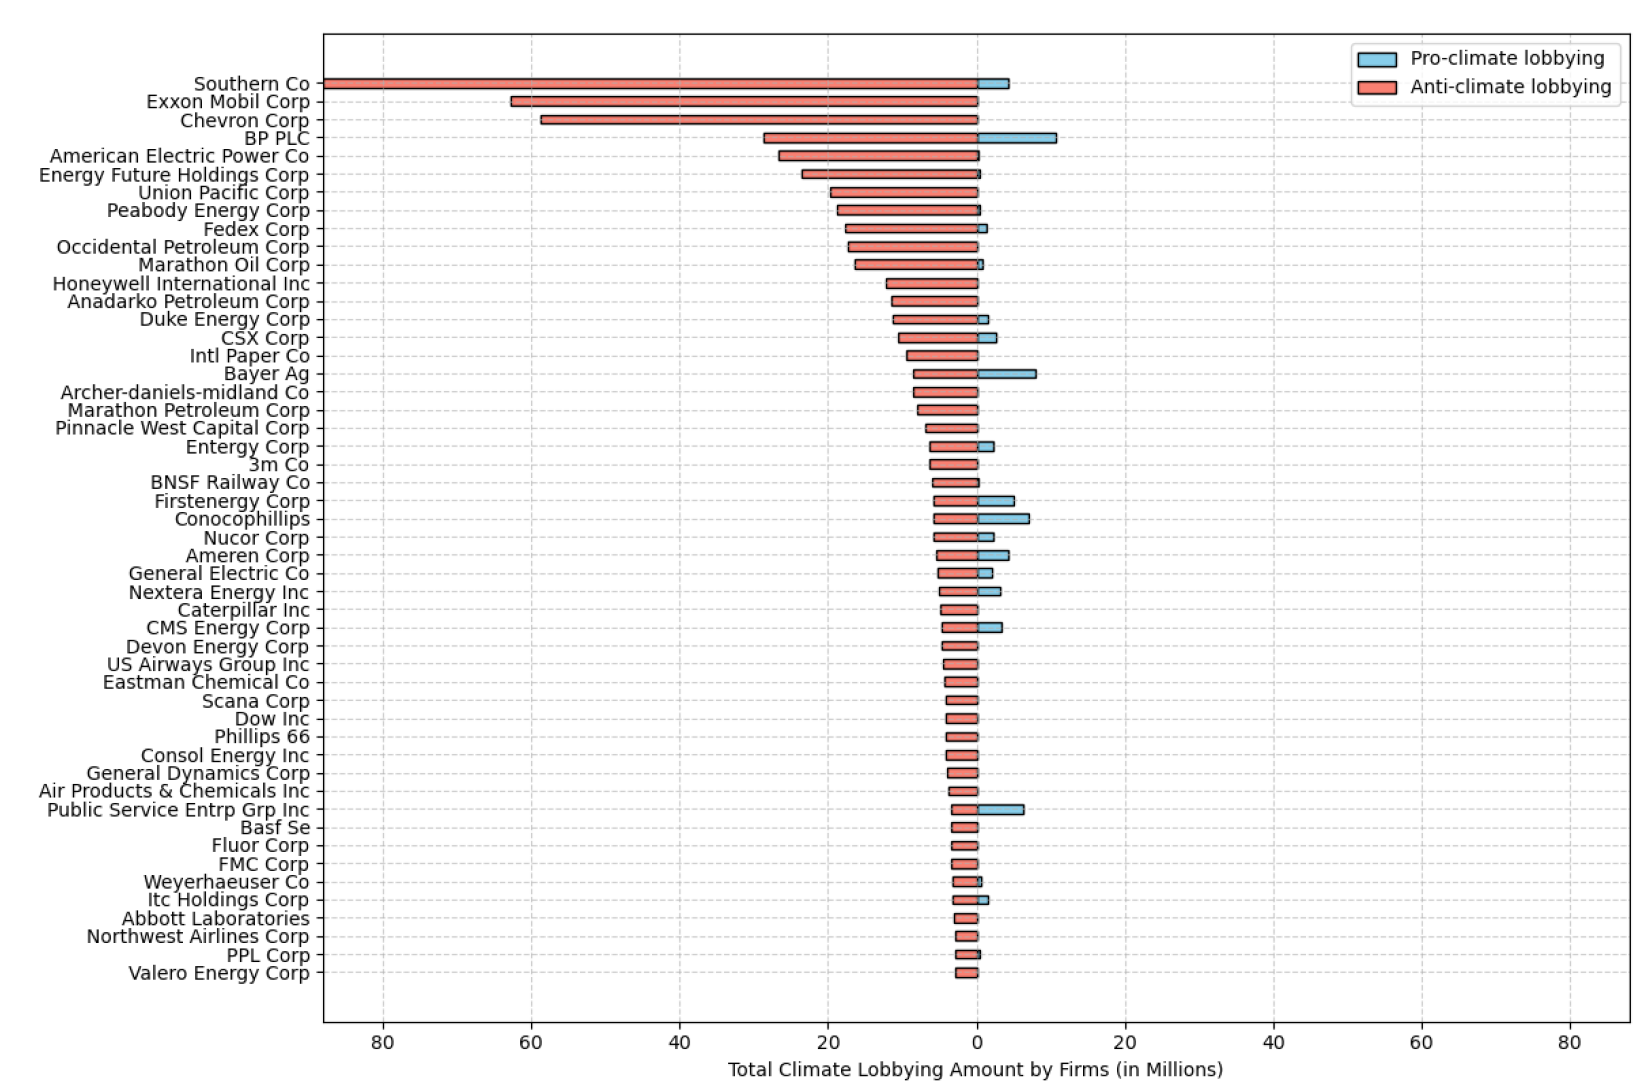 Pro-climate lobbying
Anti-climate lobbying
Southern Co
Exxon Mobil Corp
Chevron Corp
BP PLC
American Electric Power Co
Energy Future Holdings Corp
Union Pacific Corp
Peabody Energy Corp
Fedex Corp
Occidental Petroleum Corp
Marathon Oil Corp
Honeywell International Inc
Anadarko Petroleum Corp
Duke Energy Corp
CSX Corp
Intl Paper Co
Bayer Ag
Archer-daniels-midland Co
Marathon Petroleum Corp
Pinnacle West Capital Corp
Entergy Corp
3m Co
BNSF Railway Co
Firstenergy Corp
Conocophillips
Nucor Corp
Ameren Corp
General Electric Co
Nextera Energy Inc
Caterpillar Inc
CMS Energy Corp
Devon Energy Corp
US Airways Group Inc
Eastman Chemical Co
Scana Corp
Dow Inc
Phillips 66
Consol Energy Inc
General Dynamics Corp
Air Products & Chemicals Inc
Public Service Entrp Grp Inc
Basf Se
Fluor Corp
FMC Corp
Weyerhaeuser Co
Itc Holdings Corp
Abbott Laboratories
Northwest Airlines Corp
PPL Corp
Valero Energy Corp
80 60 40 20 0 20 40 60 80
Total Climate Lobbying Amount by Firms (in Millions)